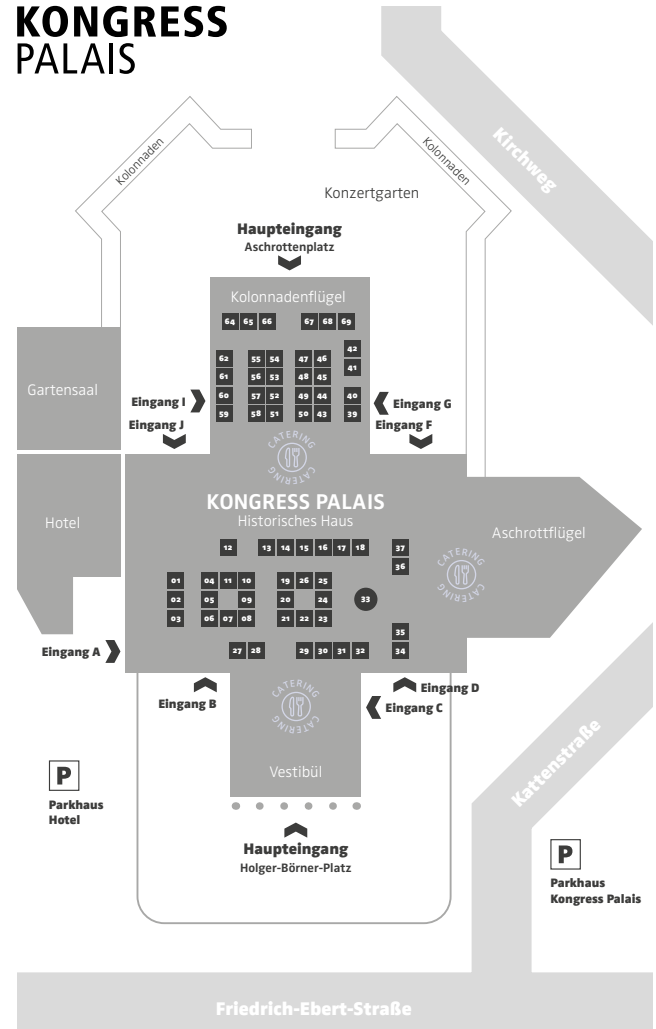 KONGRESS
PALAIS
Kirchweg
Kolonnaden
Kolonnaden
Konzertgarten
Haupteingang
Aschrottenplatz
Kolonnadenflügel
64 65 66 67 68 69
42
62 55 54 47 46
41
61 56 53 48 45
60 57 52 49 44 40
59 58 51 50 43 39
Gartensaal
Eingang I
Eingang G
Eingang J
Eingang F
CATERING
CATERING
KONGRESS PALAIS
Historisches Haus
Hotel
Aschrottflügel
12 13 14 15 16 17 18 37
36
CATERING
CATERING
01 04 11 10 19 26 25
02 05 09 20 24 33
03 06 07 08 21 22 23
35
27 28 29 30 31 32 34
Eingang A
Eingang D
Eingang B
Eingang C
CATERING
CATERING
Vestibül
Kattenstraße
P
Parkhaus
Hotel
Haupteingang
Holger-Börner-Platz
P
Parkhaus
Kongress Palais
Friedrich-Ebert-Straße